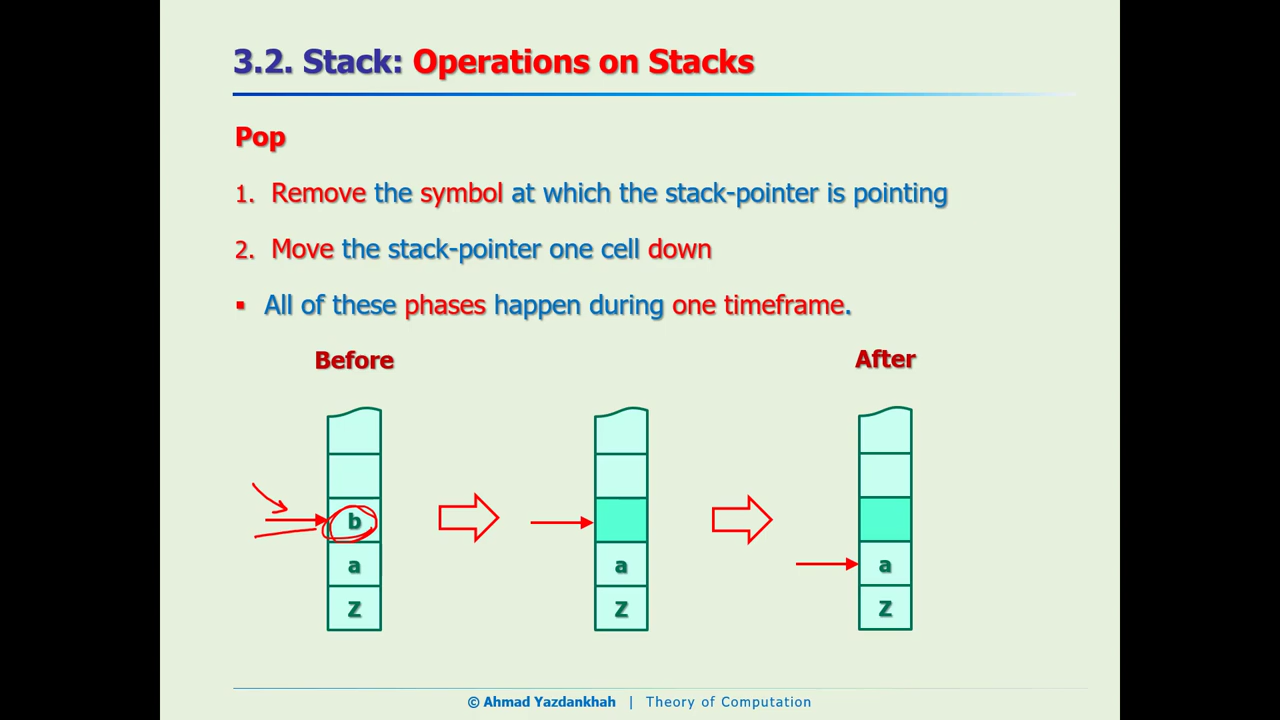 3.2. Stack: Operations on Stacks
Pop
1. Remove the symbol at which the stack-pointer is pointing
2. Move the stack-pointer one cell down
▪ All of these phases happen during one timeframe.
Before After
b
a a a
Z Z Z
© Ahmad Yazdankhah | Theory of Computation